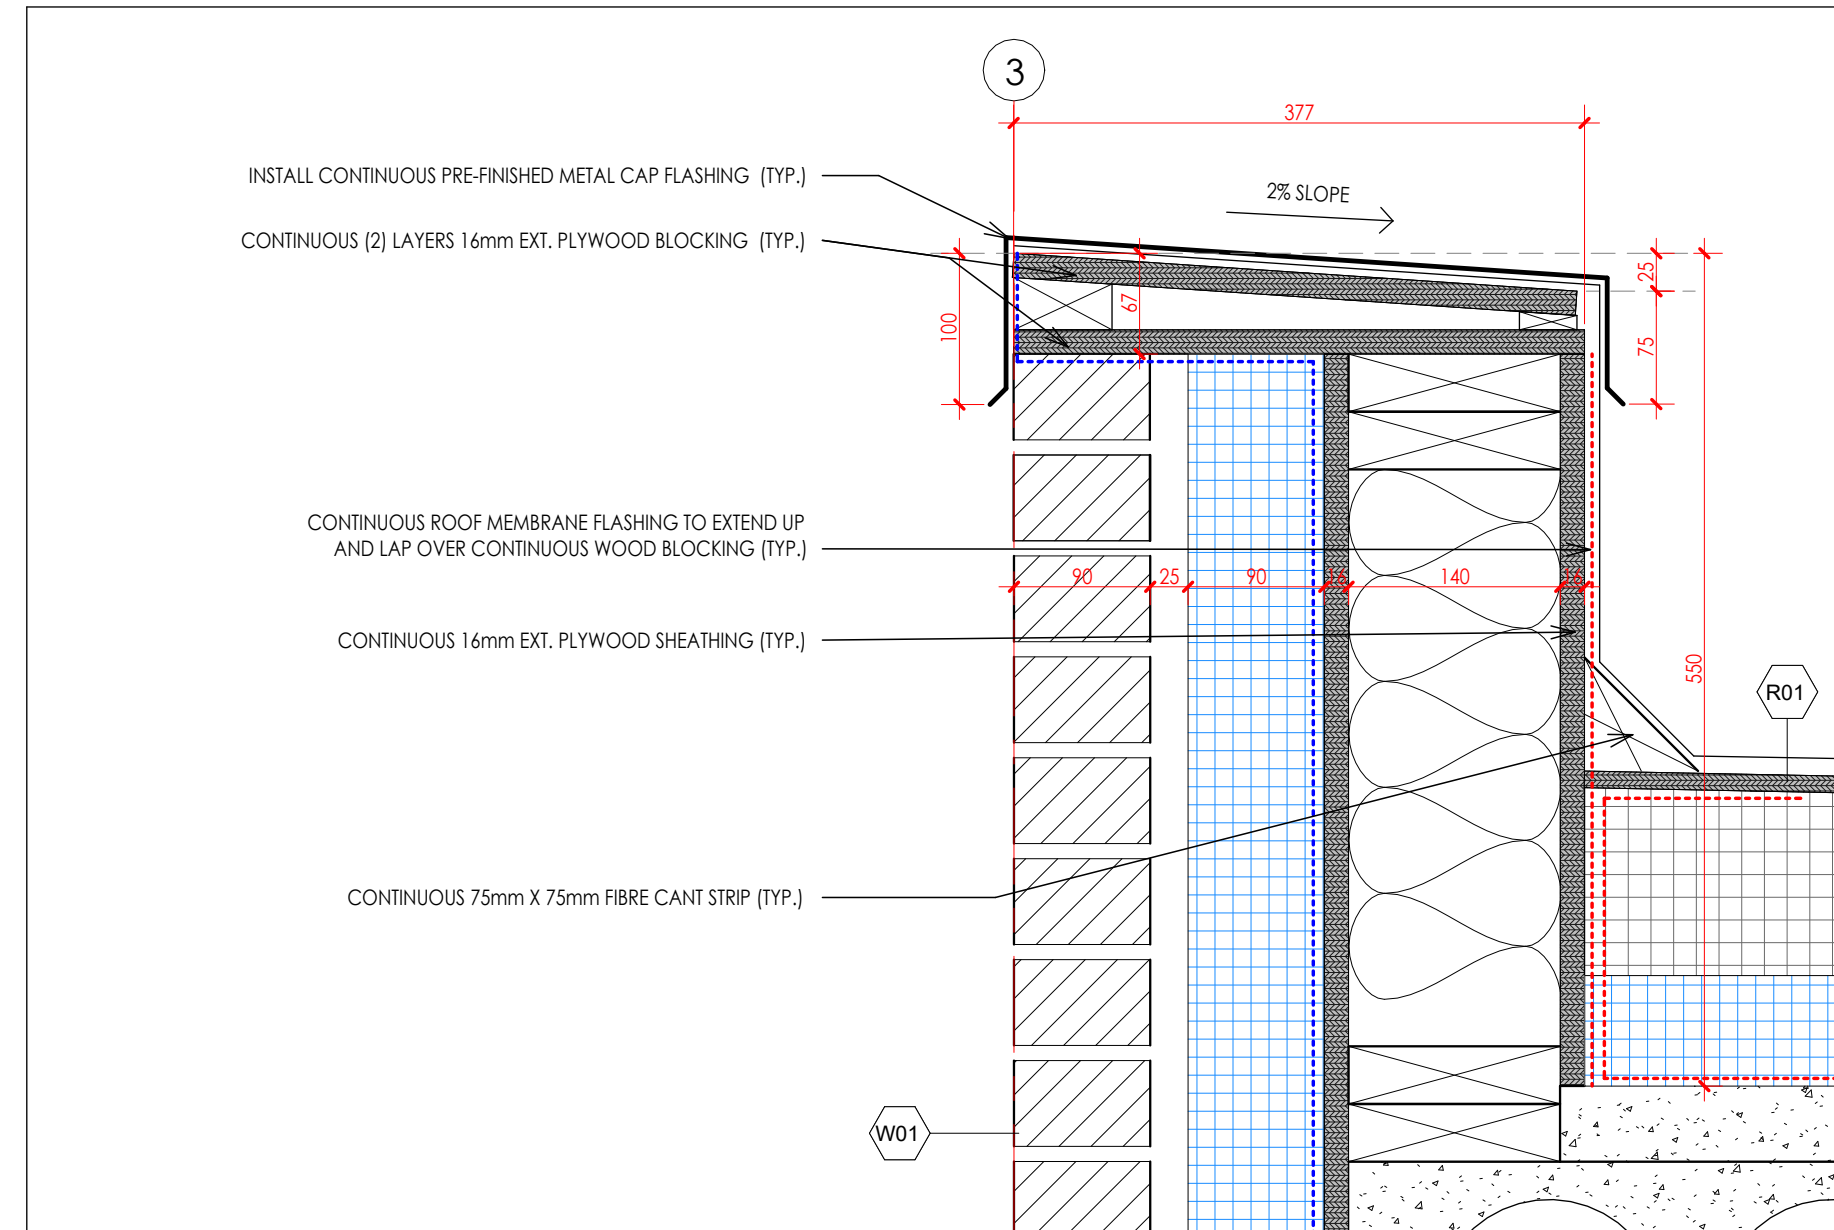 3
377
INSTALL CONTINUOUS PRE-FINISHED METAL CAP FLASHING (TYP.)
2% SLOPE
CONTINUOUS (2) LAYERS 16mm EXT. PLYWOOD BLOCKING (TYP.)
25
67
100
75
CONTINUOUS ROOF MEMBRANE FLASHING TO EXTEND UP
AND LAP OVER CONTINUOUS WOOD BLOCKING (TYP.)
90
25
90
16
140
16
CONTINUOUS 16mm EXT. PLYWOOD SHEATHING (TYP.)
550
R01
CONTINUOUS 75mm X 75mm FIBRE CANT STRIP (TYP.)
W01